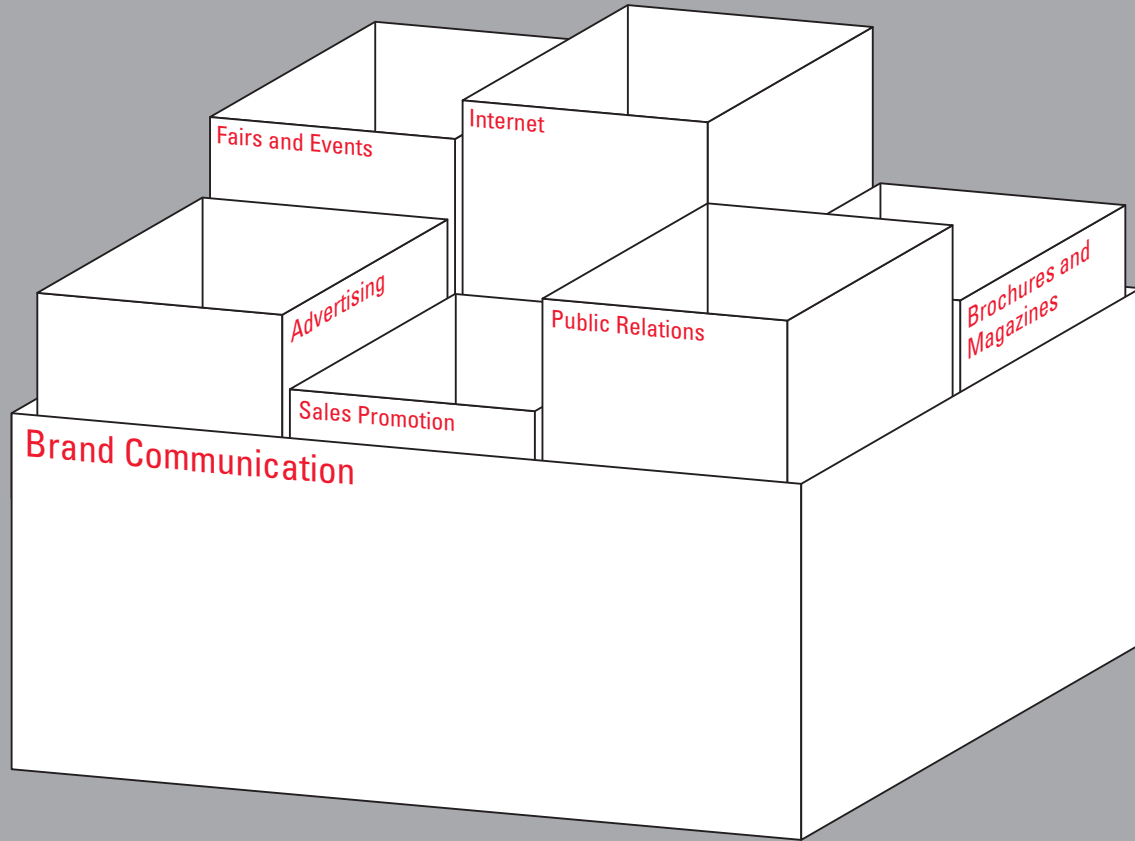 Fairs and Events
Internet
Advertising
Brochures and
Magazines
Public Relations
Sales Promotion
Brand Communication